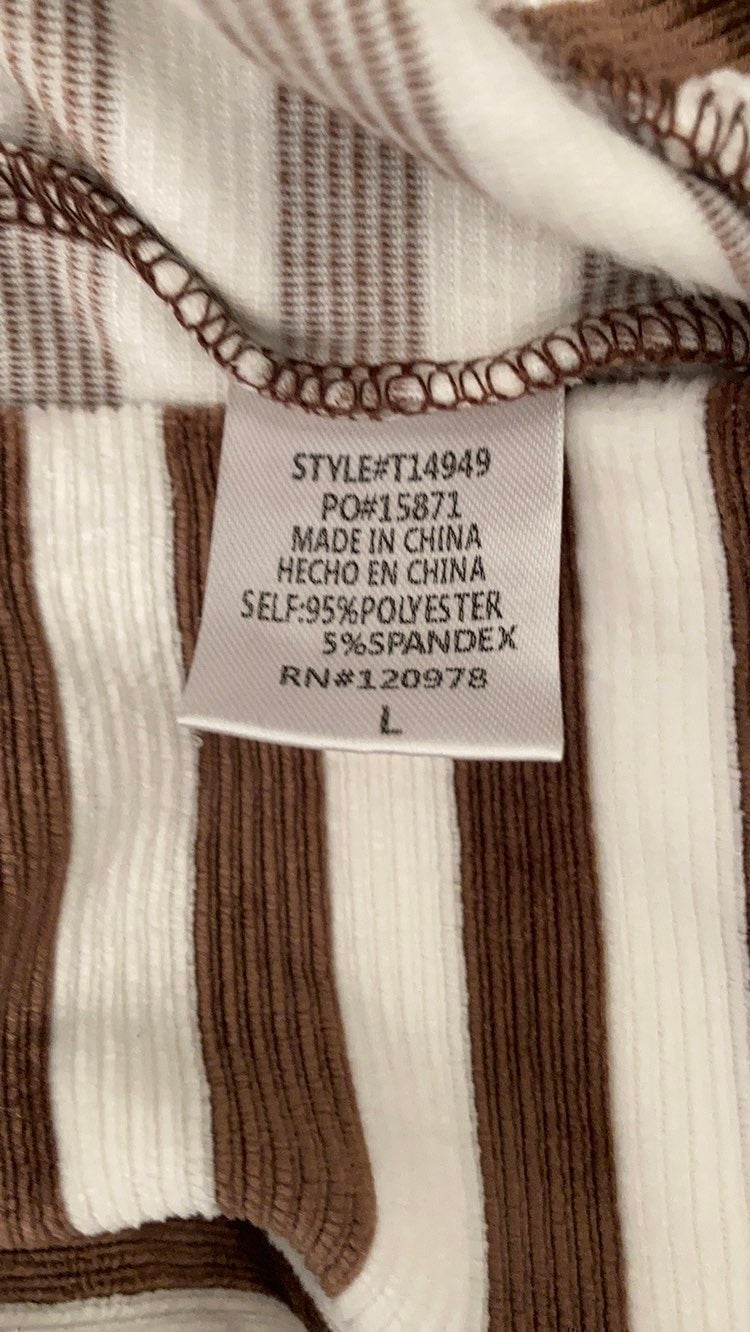 STYLE#T14949
PO#15871
MADE IN CHINA
HECHO EN CHINA
SELF:95%POLYESTER
5%SPANDEX
RN#120978
L